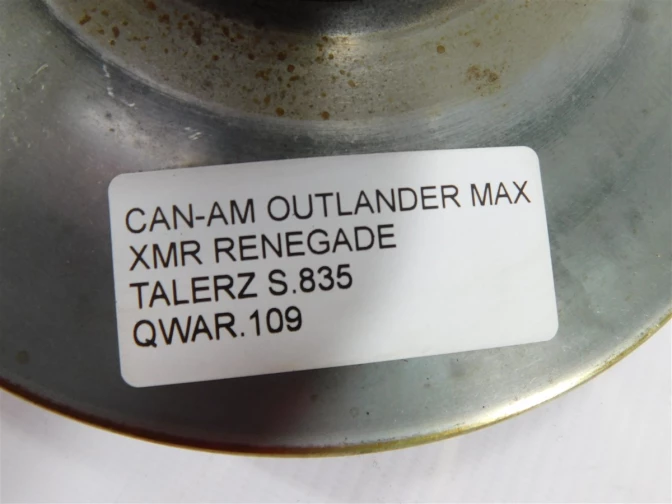 CAN-AM OUTLANDER MAX
XMR RENEGADE
TALERZ S.835
QWAR.109